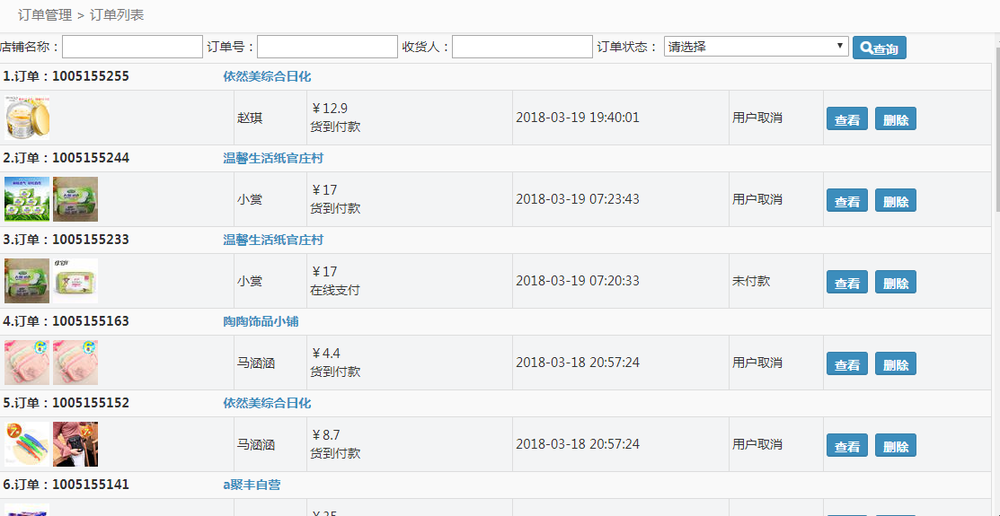 订单管理 > 订单列表
店铺名称： 订单号： 收货人： 订单状态： 请选择 查询
1.订单：1005155255 依然美综合日化
赵琪 ￥12.9 货到付款 2018-03-19 19:40:01 用户取消 查看 删除
2.订单：1005155244 温馨生活纸官庄村
小赏 ￥17 货到付款 2018-03-19 07:23:43 用户取消 查看 删除
3.订单：1005155233 温馨生活纸官庄村
小赏 ￥17 在线支付 2018-03-19 07:20:33 未付款 查看 删除
4.订单：1005155163 陶陶饰品小铺
马涵涵 ￥4.4 货到付款 2018-03-18 20:57:24 用户取消 查看 删除
5.订单：1005155152 依然美综合日化
马涵涵 ￥8.7 货到付款 2018-03-18 20:57:24 用户取消 查看 删除
6.订单：1005155141 a聚丰自营
￥25